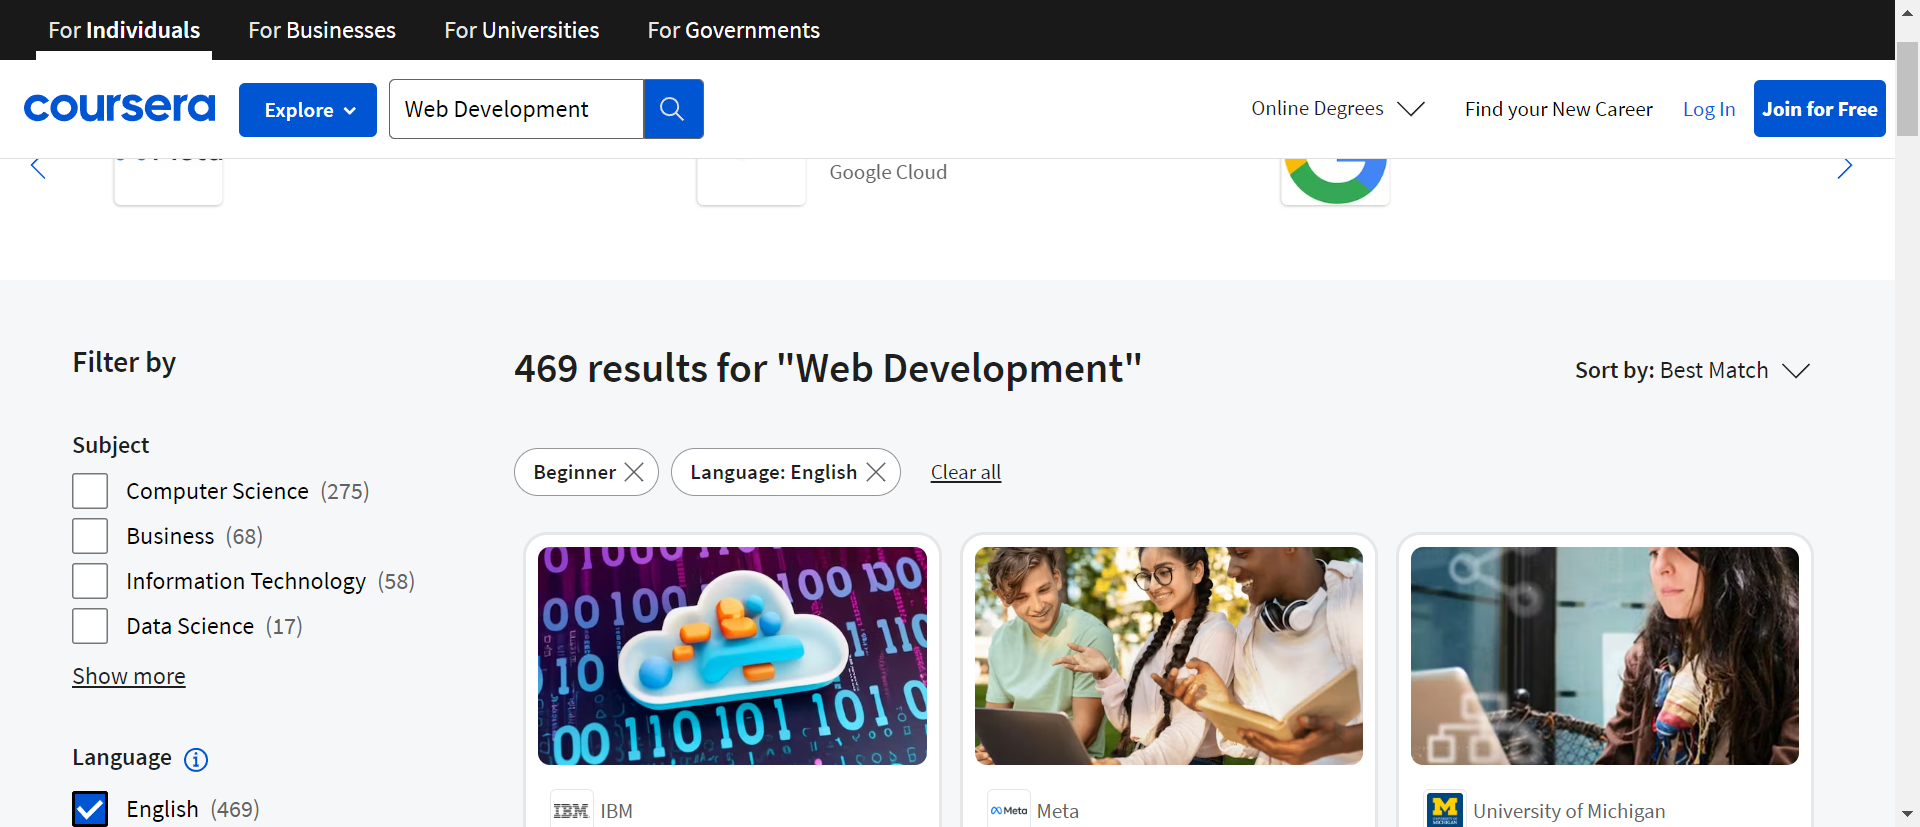 For Individuals
For Businesses
For Universities
For Governments
coursera
Explore
Web Development
Online Degrees
Find your New Career
Log In
Join for Free
Google Cloud
Filter by
469 results for "Web Development"
Sort by: Best Match
Subject
Computer Science (275)
Business (68)
Information Technology (58)
Data Science (17)
Show more
Beginner
Language: English
Clear all
Language
English (469)
IBM IBM
Meta Meta
University of Michigan